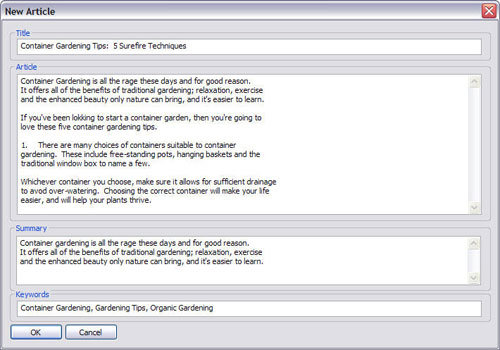 New Article
Title
Container Gardening Tips:  5 Surefire Techniques
Article
Container Gardening is all the rage these days and for good reason.
It offers all of the benefits of traditional gardening; relaxation, exercise
and the enhanced beauty only nature can bring, and it's easier to learn.
If you've been lokking to start a container garden, then you're going to
love these five container gardening tips.
1.    There are many choices of containers suitable to container
gardening.  These include free-standing pots, hanging baskets and the
traditional window box to name a few.
Whichever container you choose, make sure it allows for sufficient drainage
to avod over-watering.  Choosing the correct container will make your life
easier, and will help your plants thrive.
Summary
Container gardening is all the rage these days and for good reason.
It offers all of the benefits of traditional gardening; relaxation, exercise
and the enhanced beauty only nature can bring, and it's easier to learn.
Keywords
Container Gardening, Gardening Tips, Organic Gardening
OK
Cancel